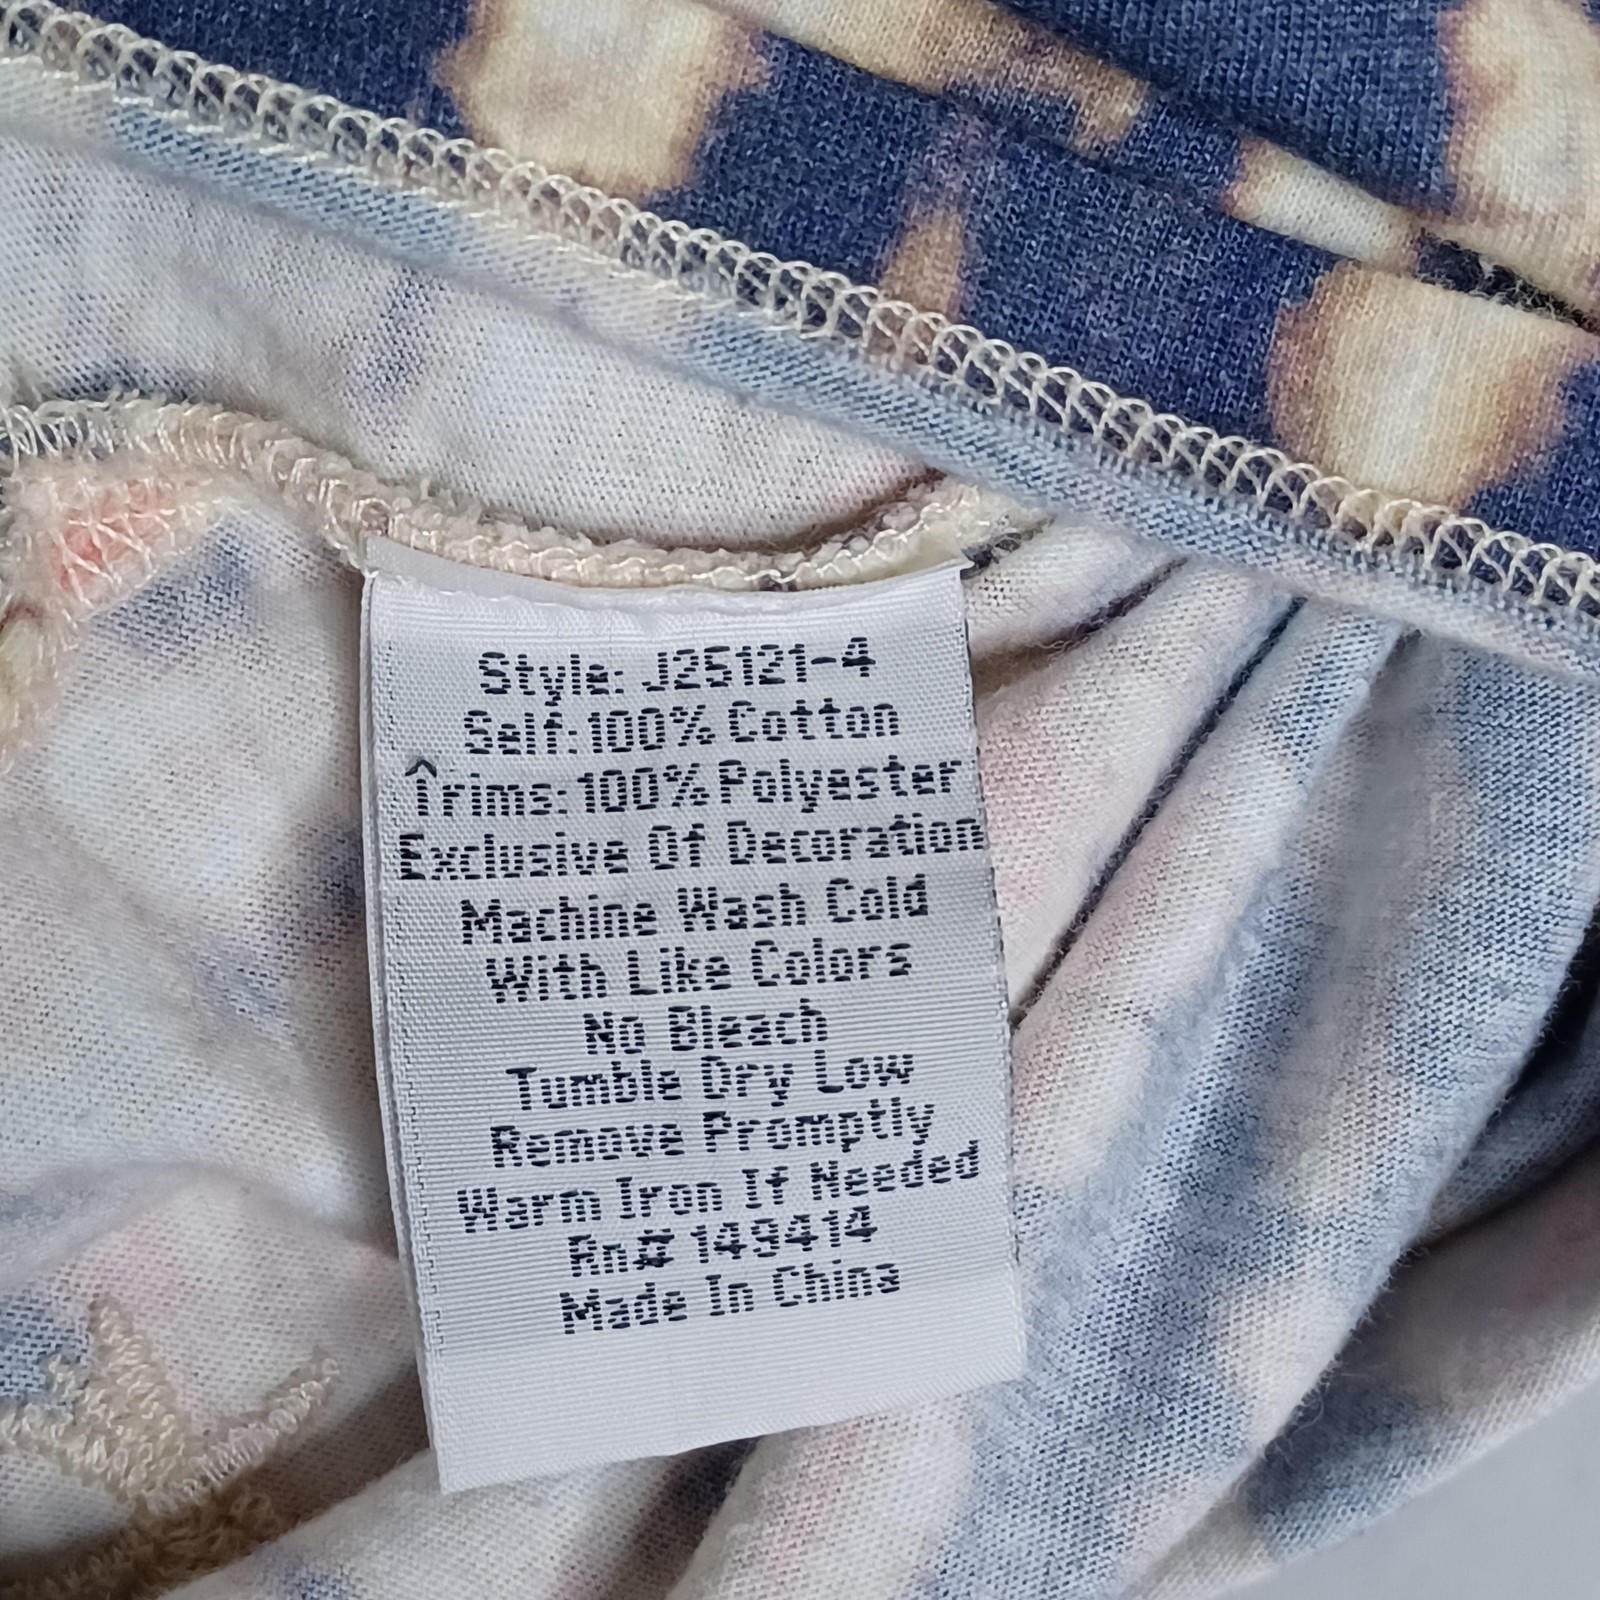 Style: J25121-4
Self:100% Cotton
Trims:100% Polyester
Exclusive Of Decoration
Machine Wash Cold
With Like Colors
No Bleach
Tumble Dry Low
Remove Promptly
Warm Iron If Needed
Rn# 149414
Made In China